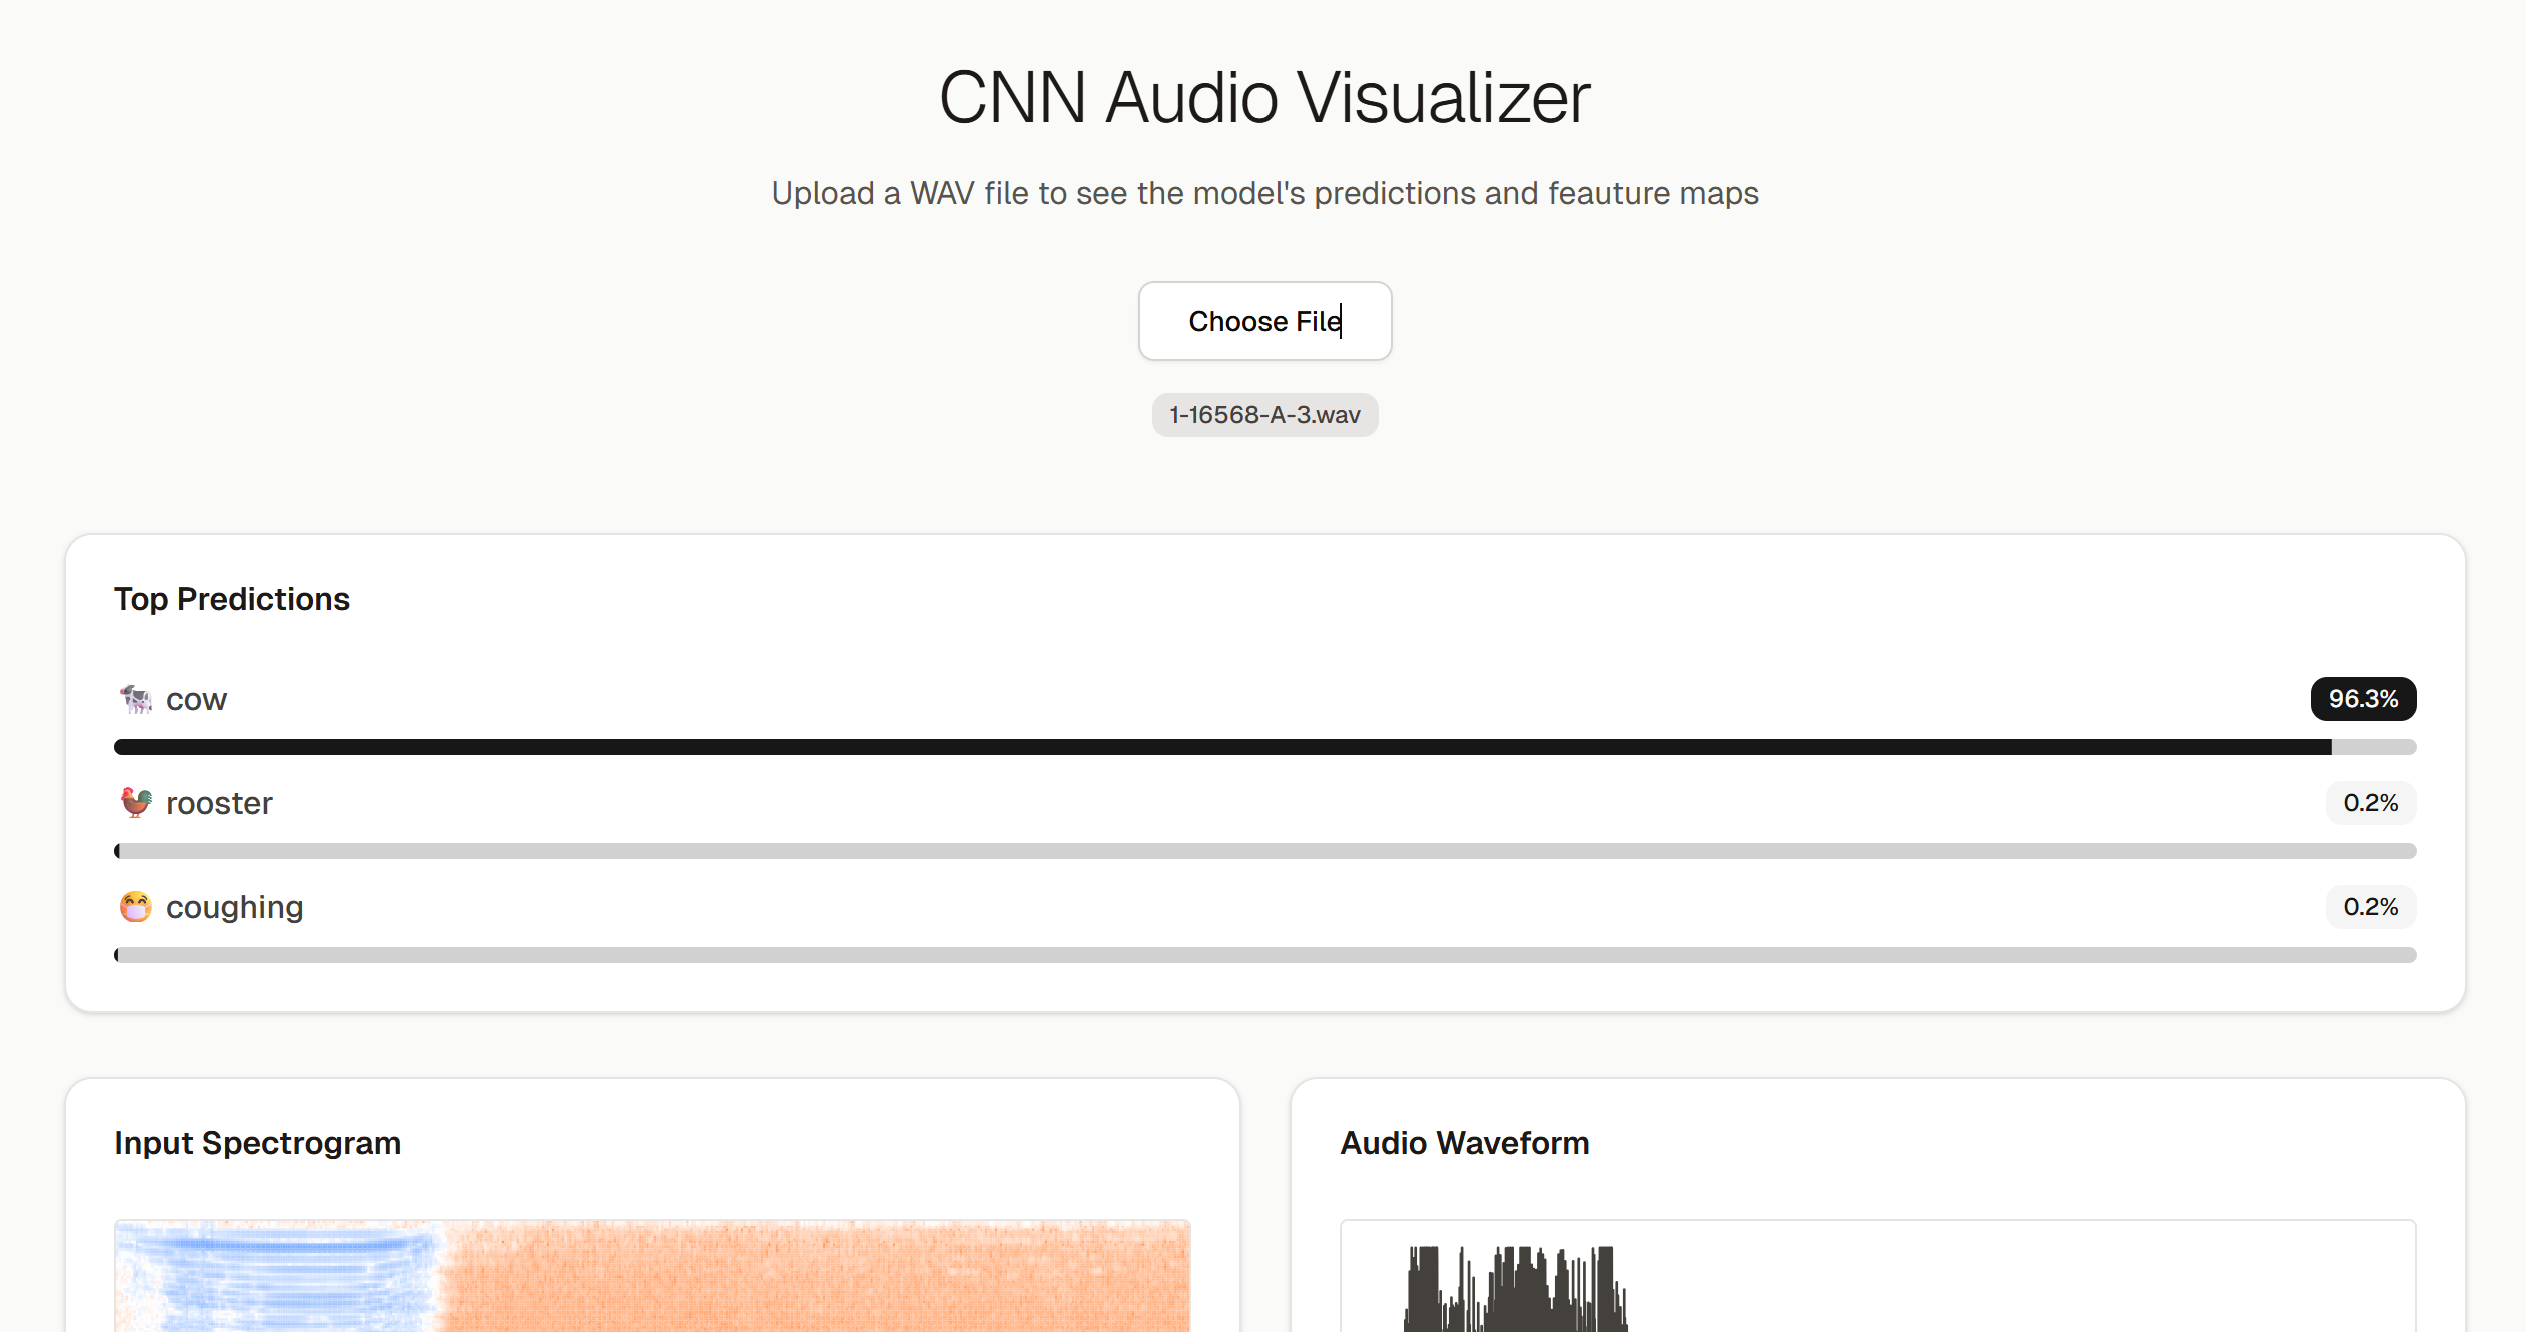 CNN Audio Visualizer
Upload a WAV file to see the model's predictions and feauture maps
Choose File
1-16568-A-3.wav
Top Predictions
cow
96.3%
rooster
0.2%
coughing
0.2%
Input Spectrogram
Audio Waveform